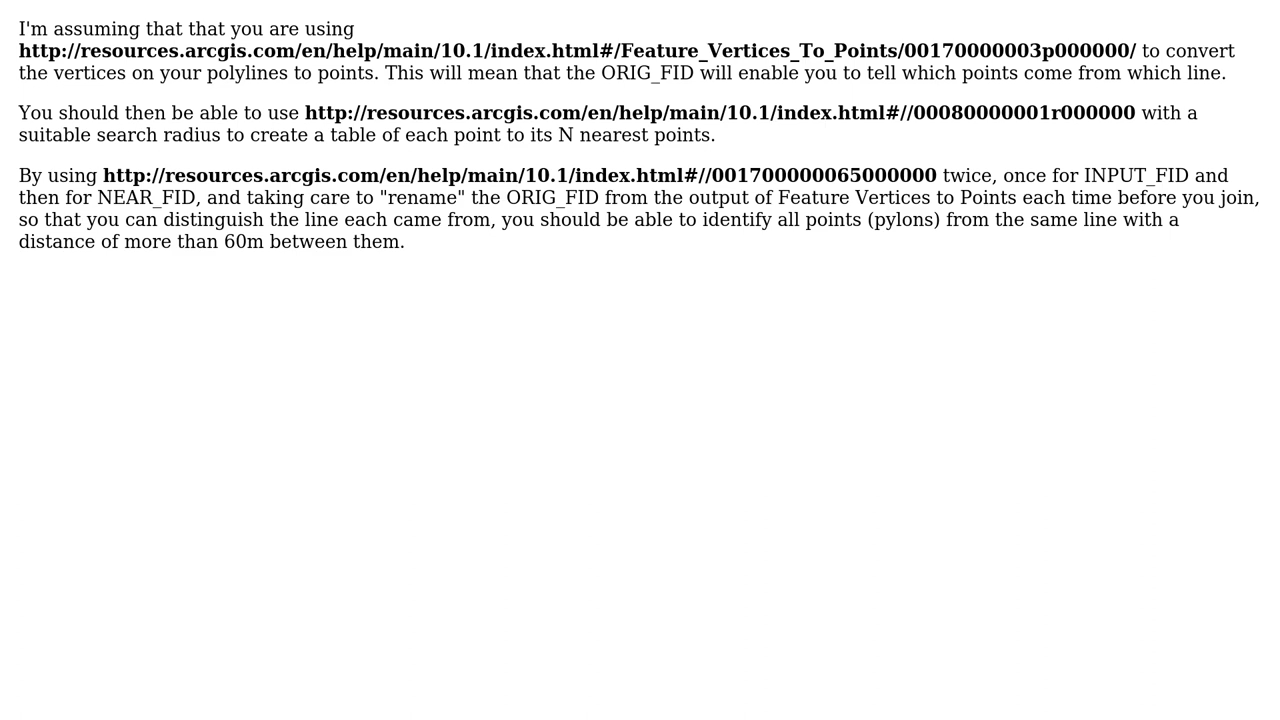 I'm assuming that that you are using
http://resources.arcgis.com/en/help/main/10.1/index.html#/Feature_Vertices_To_Points/00170000003p000000/ to convert
the vertices on your polylines to points. This will mean that the ORIG_FID will enable you to tell which points come from which line.
You should then be able to use http://resources.arcgis.com/en/help/main/10.1/index.html#//00080000001r000000 with a
suitable search radius to create a table of each point to its N nearest points.
By using http://resources.arcgis.com/en/help/main/10.1/index.html#//001700000065000000 twice, once for INPUT_FID and
then for NEAR_FID, and taking care to "rename" the ORIG_FID from the output of Feature Vertices to Points each time before you join,
so that you can distinguish the line each came from, you should be able to identify all points (pylons) from the same line with a
distance of more than 60m between them.